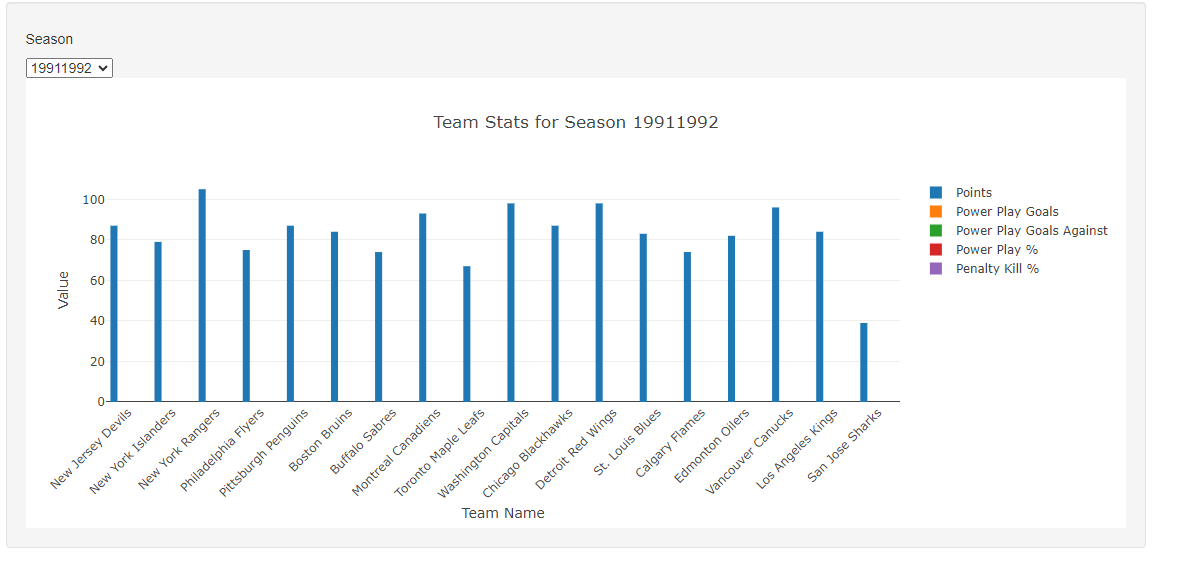 Season
19911992
Team Stats for Season 19911992
100
80
60
40
20
0
Value
New Jersey Devils
New York Islanders
New York Rangers
Philadelphia Flyers
Pittsburgh Penguins
Boston Bruins
Buffalo Sabres
Montreal Canadiens
Toronto Maple Leafs
Washington Capitals
Chicago Blackhawks
Detroit Red Wings
St. Louis Blues
Calgary Flames
Edmonton Oilers
Vancouver Canucks
Los Angeles Kings
San Jose Sharks
Team Name
Points
Power Play Goals
Power Play Goals Against
Power Play %
Penalty Kill %